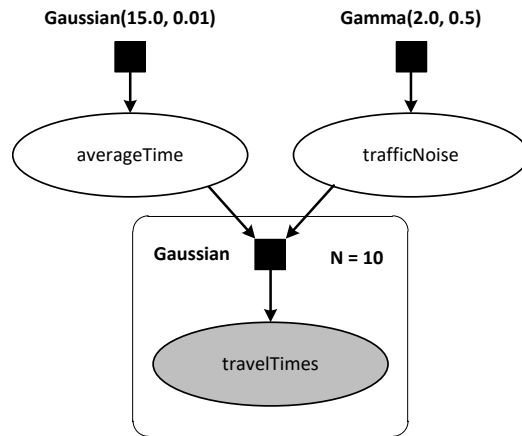 Gaussian(15.0, 0.01)
Gamma(2.0, 0.5)
averageTime
trafficNoise
Gaussian
N = 10
travelTimes